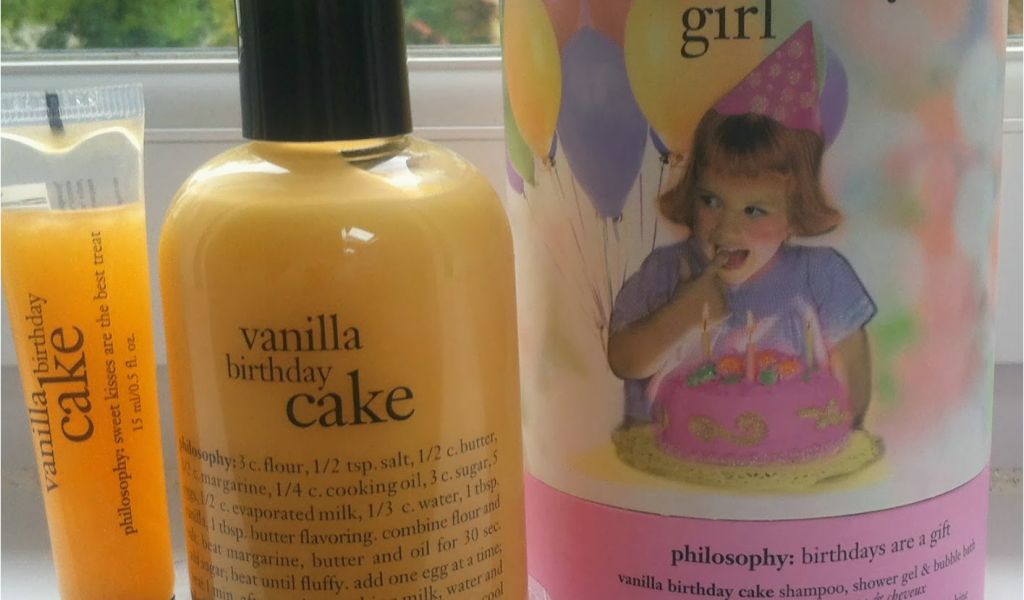 vanilla birthday
cake
philosophy: sweet kisses are the best treat
15 ml/0.5 fl. oz.
vanilla
birthday
cake
philosophy: 3 c. flour, 1/2 tsp. salt, 1/2 c. butter,
margarine, 1/4 c. cooking oil, 3 c. sugar, 5
1/2 c. evaporated milk, 1/3 c. water, 1 tbsp.
1 tbsp. butter flavoring. combine flour and
beat margarine, butter and oil for 30 sec.
sugar; beat until fluffy. add one egg at a time;
1 min. milk, water and
cool
girl
philosophy: birthdays are a gift
vanilla birthday cake shampoo, shower gel & bubble bath
cheveux